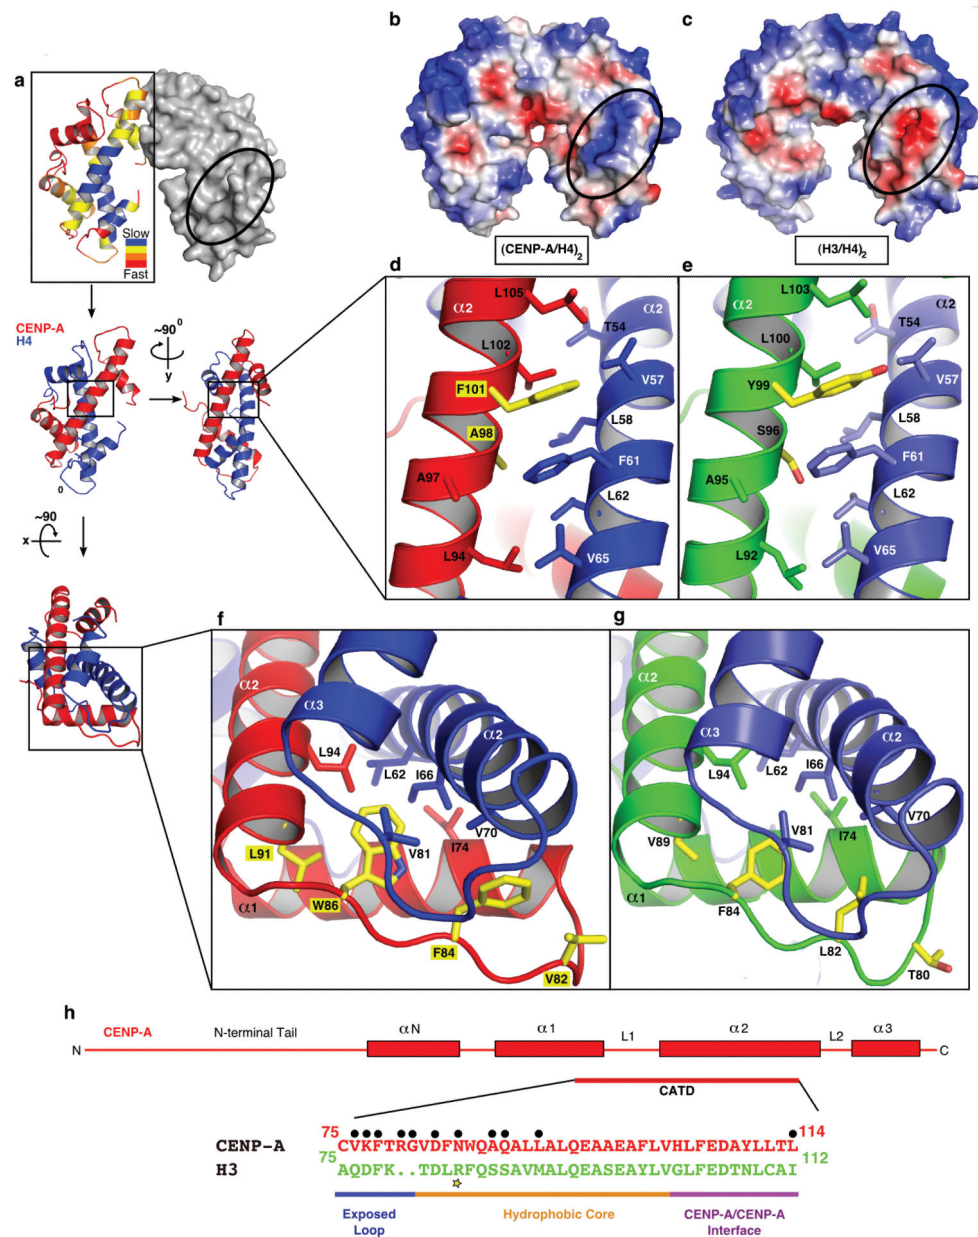 a
b
c
Slow
Fast
(CENP-A/H4)2
(H3/H4)2
CENP-A
H4
~90 0
y
0
~90
x
d
L105
α2
α2
T54
L102
V57
F101
L58
A98
F61
A97
L62
L94
V65
e
L103
α2
α2
T54
L100
V57
Y99
L58
S96
F61
A95
L62
L92
V65
f
α2
α3
L94
α2
L62
I66
V70
V81
I74
L91
α1
W86
F84
V82
g
α2
α3
L94
L62
I66
α2
V70
V81
I74
V89
α1
F84
L82
T80
h
CENP-A
N-terminal Tail
αN
α1
L1
α2
L2
α3
N
C
CATD
75
114
CENP-A CVKFTRGVDFNWQAQALLALQEAAEAFLVHLFEDAYLLTL
75
112
H3 AQDFK..TDLRFQSSAVMALQEASEAYLVGLFEDTNLCAI
Exposed Loop
Hydrophobic Core
CENP-A/CENP-A Interface